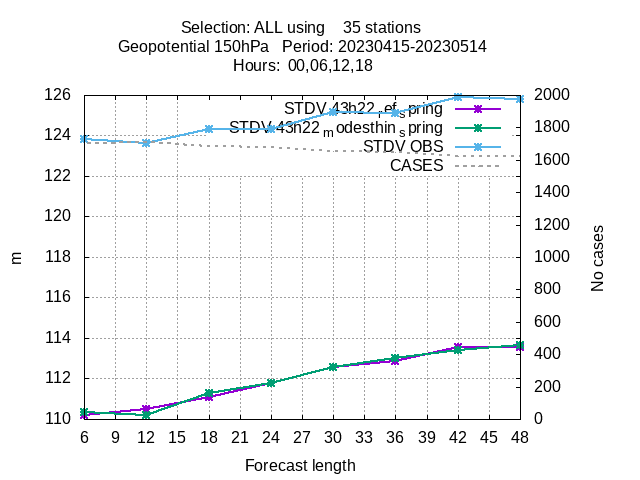 Selection: ALL using    35 stations
Geopotential 150hPa   Period: 20230415-20230514
Hours:  00,06,12,18
STDV 43h22_ref_spring
STDV 43h22_modesthin_spring
STDV OBS
CASES
126
124
122
120
118
116
114
112
110
2000
1800
1600
1400
1200
1000
800
600
400
200
0
m
No cases
6 9 12 15 18 21 24 27 30 33 36 39 42 45 48
Forecast length